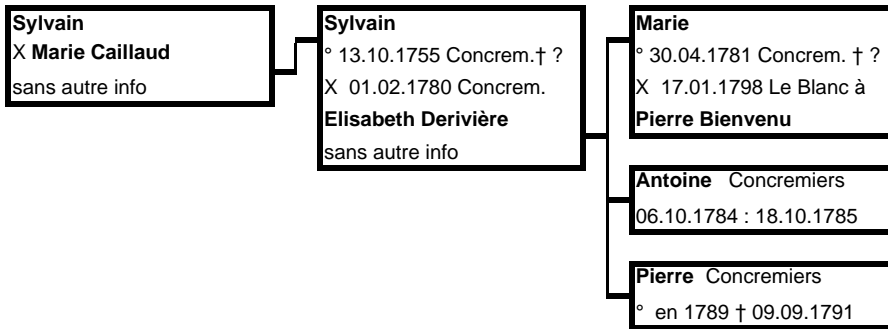 Sylvain
X Marie Caillaud
sans autre info
Sylvain
° 13.10.1755 Concrem.† ?
X 01.02.1780 Concrem.
Elisabeth Derivière
sans autre info
Marie
° 30.04.1781 Concrem. † ?
X 17.01.1798 Le Blanc à
Pierre Bienvenu
Antoine Concremiers
06.10.1784 : 18.10.1785
Pierre Concremiers
° en 1789 † 09.09.1791